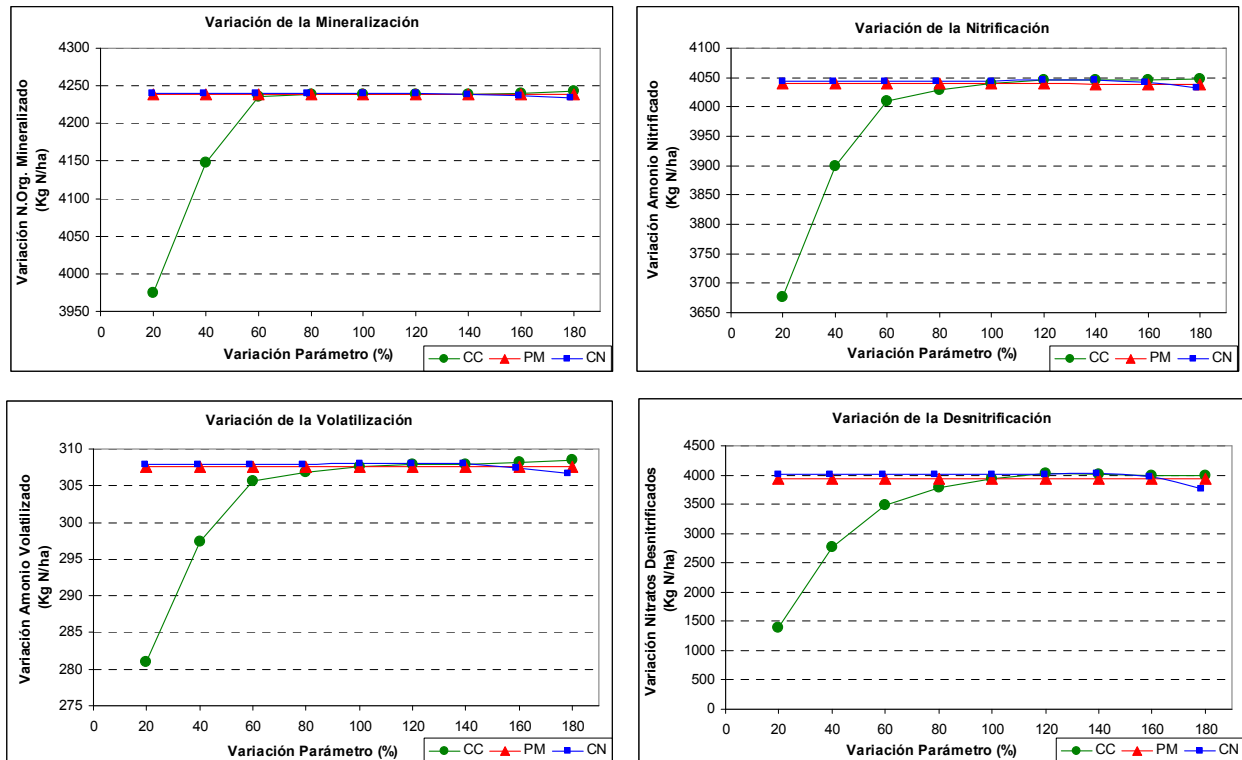 Variación de la Mineralización
Variación N.Org. Mineralizado
(Kg N/ha)
4300
4250
4200
4150
4100
4050
4000
3950
0 20 40 60 80 100 120 140 160 180
Variación Parámetro (%)
CC PM CN
Variación de la Nitrificación
Variación Amonio Nitrificado
(Kg N/ha)
4100
4050
4000
3950
3900
3850
3800
3750
3700
3650
0 20 40 60 80 100 120 140 160 180
Variación Parámetro (%)
CC PM CN
Variación de la Volatilización
Variación Amonio Volatilizado
(Kg N/ha)
310
305
300
295
290
285
280
275
0 20 40 60 80 100 120 140 160 180
Variación Parámetro (%)
CC PM CN
Variación de la Desnitrificación
Variación Nitratos Desnitrificados
(Kg N/ha)
4500
4000
3500
3000
2500
2000
1500
1000
500
0
0 20 40 60 80 100 120 140 160 180
Variación Parámetro (%)
CC PM CN